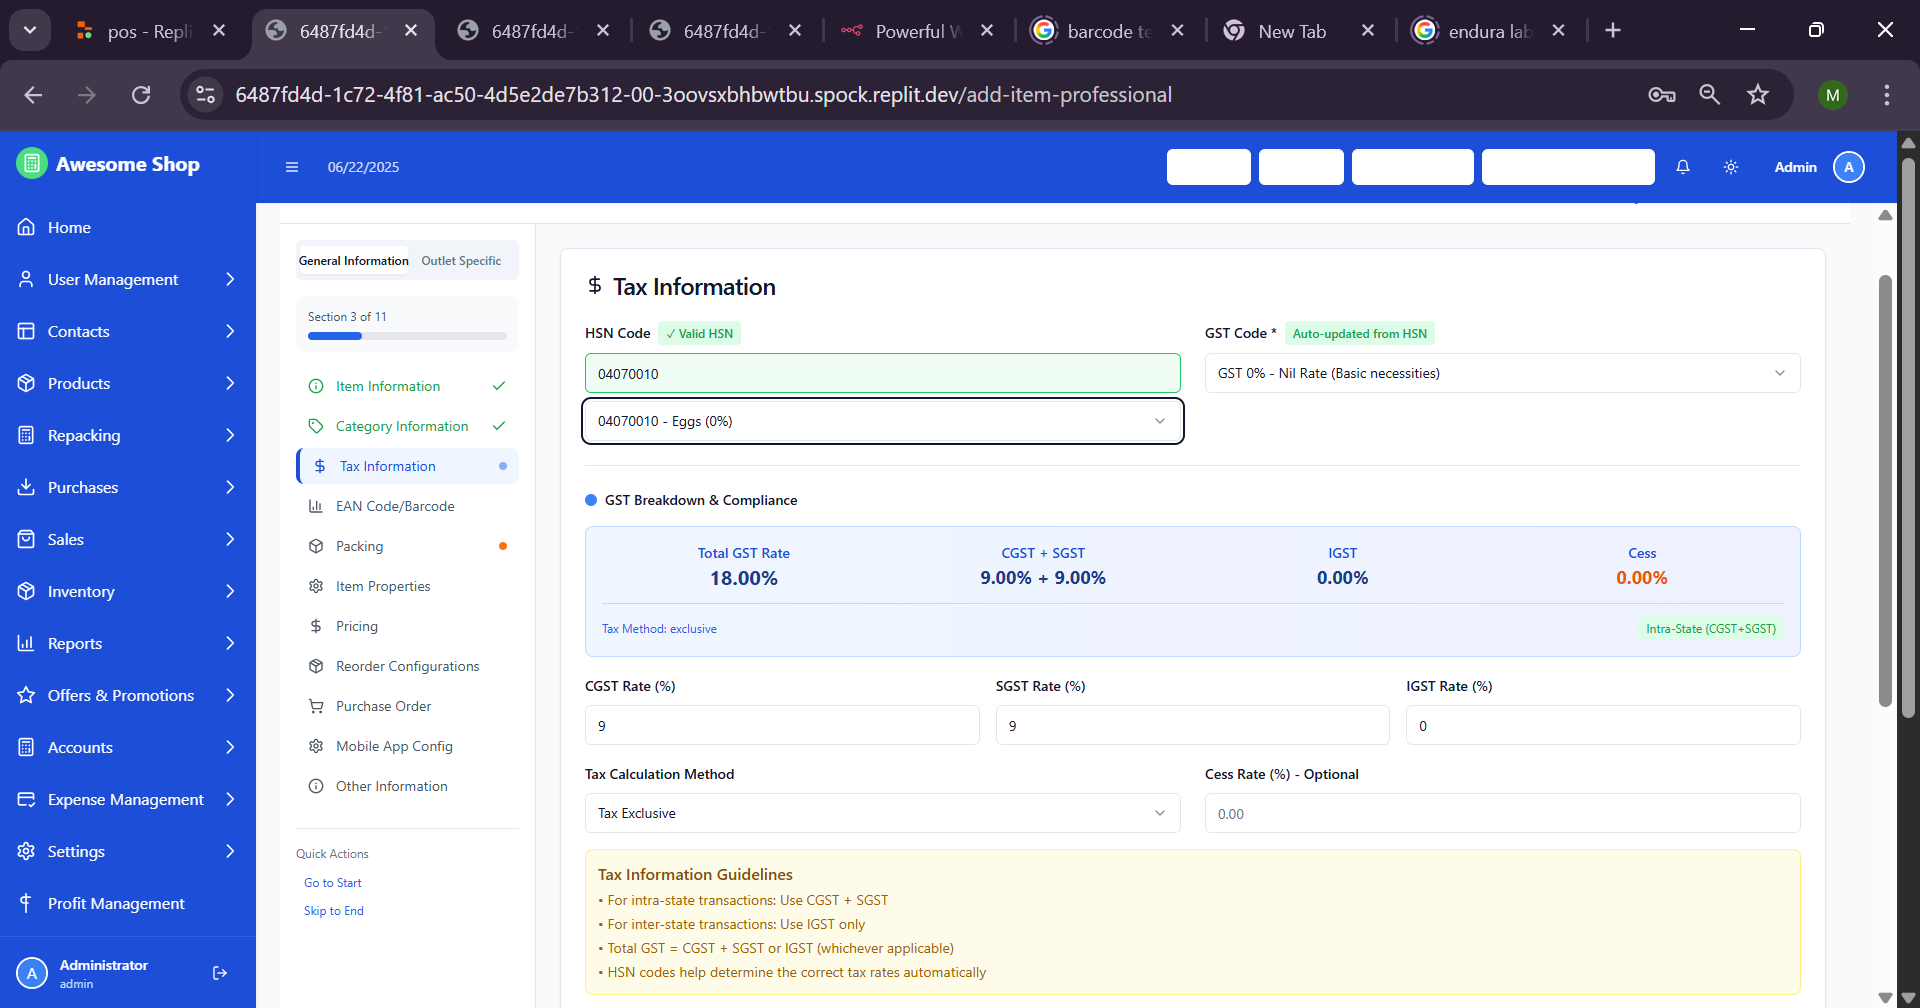 pos - Repli
6487fd4d-
6487fd4d-
6487fd4d-
Powerful W
barcode te
New Tab
endura lab
6487fd4d-1c72-4f81-ac50-4d5e2de7b312-00-3oovsxbhbwtbu.spock.replit.dev/add-item-professional
M
Awesome Shop
06/22/2025
Admin
A
Home
User Management
Contacts
Products
Repacking
Purchases
Sales
Inventory
Reports
Offers & Promotions
Accounts
Expense Management
Settings
Profit Management
A
Administrator
admin
General Information
Outlet Specific
Section 3 of 11
Item Information
Category Information
Tax Information
EAN Code/Barcode
Packing
Item Properties
Pricing
Reorder Configurations
Purchase Order
Mobile App Config
Other Information
Quick Actions
Go to Start
Skip to End
$ Tax Information
HSN Code ✓ Valid HSN
04070010
04070010 - Eggs (0%)
GST Code * Auto-updated from HSN
GST 0% - Nil Rate (Basic necessities)
GST Breakdown & Compliance
Total GST Rate
18.00%
CGST + SGST
9.00% + 9.00%
IGST
0.00%
Cess
0.00%
Tax Method: exclusive
Intra-State (CGST+SGST)
CGST Rate (%)
9
SGST Rate (%)
9
IGST Rate (%)
0
Tax Calculation Method
Tax Exclusive
Cess Rate (%) - Optional
0.00
Tax Information Guidelines
• For intra-state transactions: Use CGST + SGST
• For inter-state transactions: Use IGST only
• Total GST = CGST + SGST or IGST (whichever applicable)
• HSN codes help determine the correct tax rates automatically